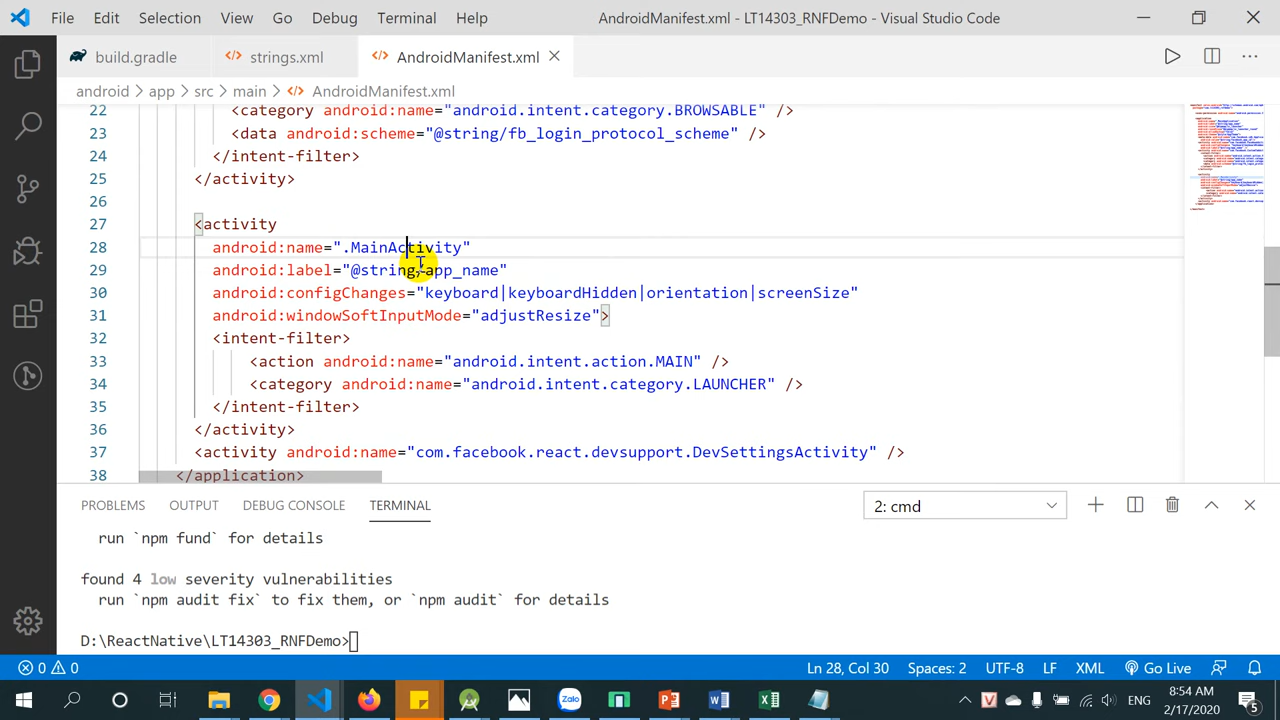 File Edit Selection View Go Debug Terminal Help AndroidManifest.xml - LT14303_RNFDemo - Visual Studio Code
build.gradle strings.xml AndroidManifest.xml
android > app > src > main > AndroidManifest.xml
22 <category android:name="android.intent.category.BROWSABLE" />
23 <data android:scheme="@string/fb_login_protocol_scheme" />
24 </intent-filter>
25 </activity>
26
27 <activity
28 android:name=".MainActivity"
29 android:label="@string/app_name"
30 android:configChanges="keyboard|keyboardHidden|orientation|screenSize"
31 android:windowSoftInputMode="adjustResize">
32 <intent-filter>
33 <action android:name="android.intent.action.MAIN" />
34 <category android:name="android.intent.category.LAUNCHER" />
35 </intent-filter>
36 </activity>
37 <activity android:name="com.facebook.react.devsupport.DevSettingsActivity" />
38 </application>
PROBLEMS OUTPUT DEBUG CONSOLE TERMINAL 2: cmd
run `npm fund` for details
found 4 low severity vulnerabilities
run `npm audit fix` to fix them, or `npm audit` for details
D:\ReactNative\LT14303_RNFDemo>
0 0 Ln 28, Col 30 Spaces: 2 UTF-8 LF XML Go Live
Zalo ENG 8:54 AM
2/17/2020 5